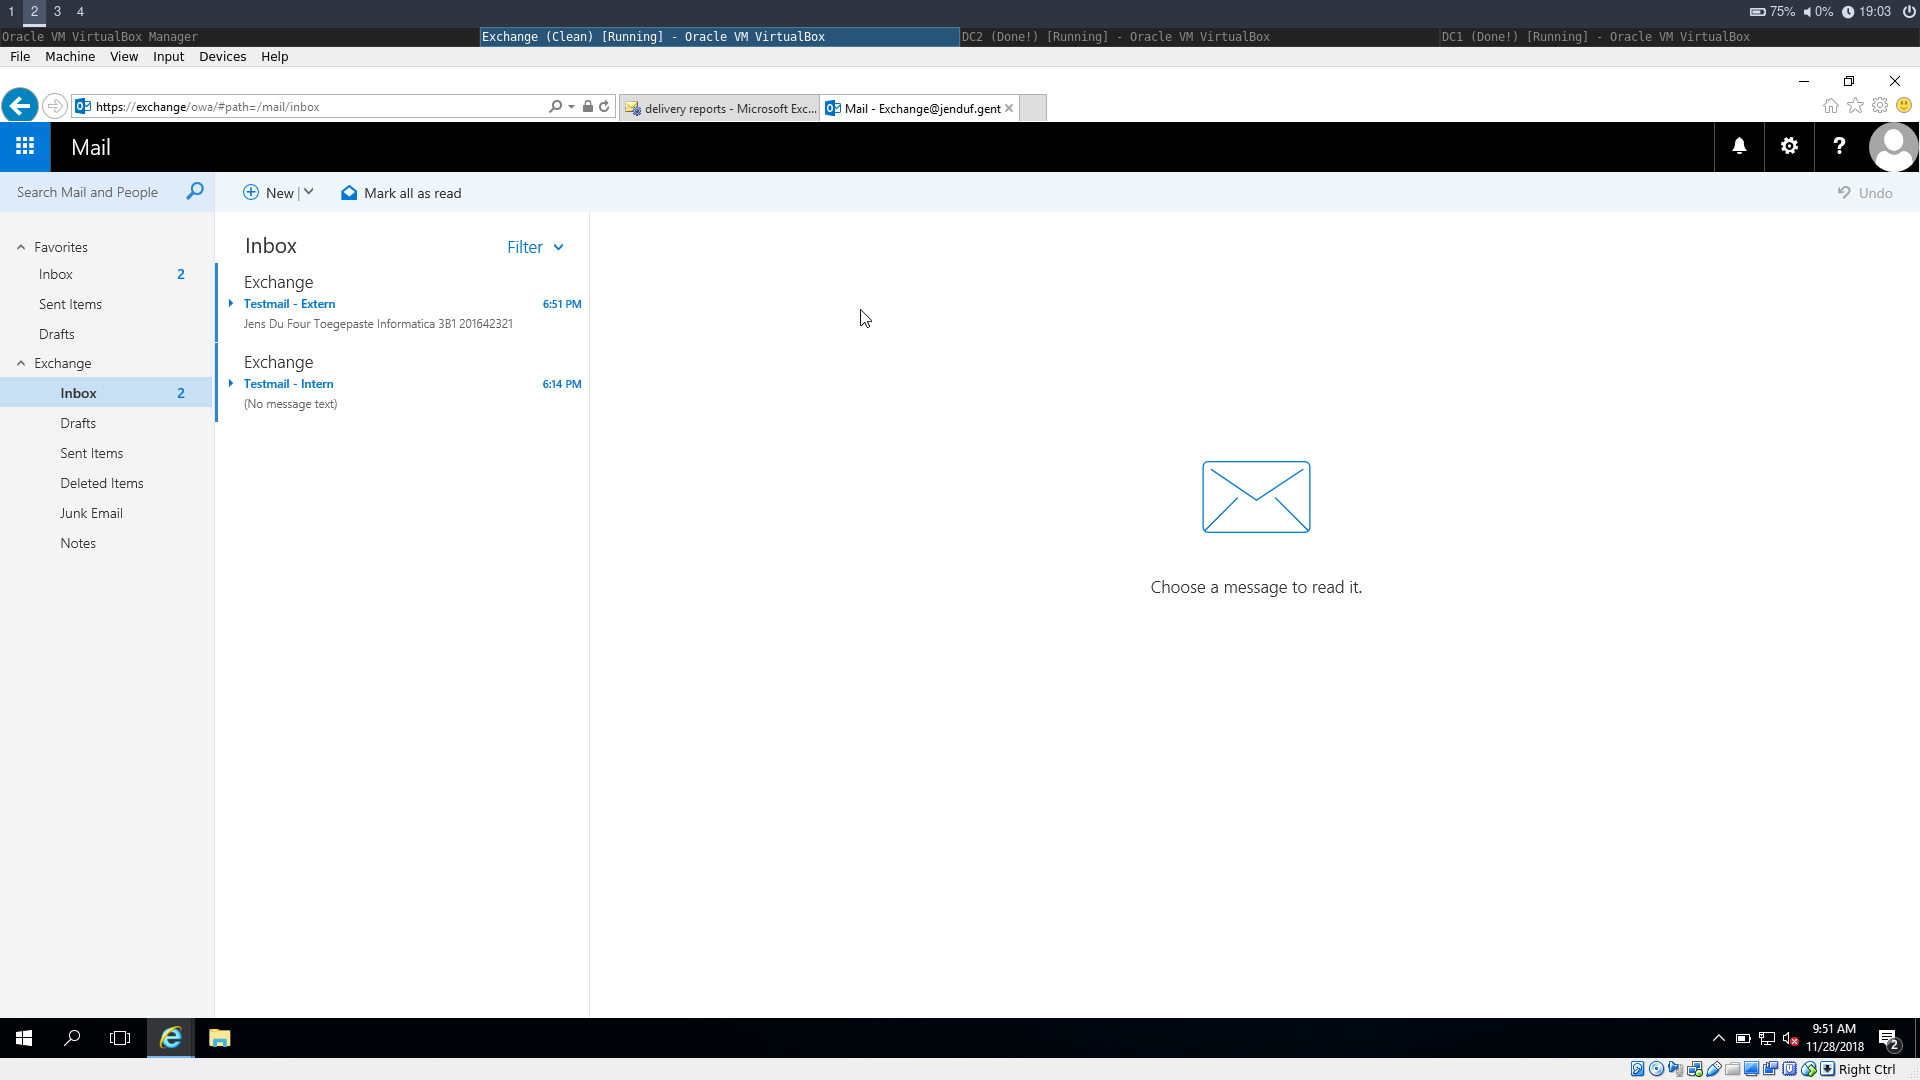 1 2 3 4 75% 0% 19:03
Oracle VM VirtualBox Manager
Exchange (Clean) [Running] - Oracle VM VirtualBox
DC2 (Done!) [Running] - Oracle VM VirtualBox
DC1 (Done!) [Running] - Oracle VM VirtualBox
File Machine View Input Devices Help
https://exchange/owa/#path=/mail/inbox
delivery reports - Microsoft Exc...
Mail - Exchange@jenduf.gent
Mail
?
Search Mail and People
New
Mark all as read
Undo
Favorites
Inbox 2
Sent Items
Drafts
Exchange
Inbox 2
Drafts
Sent Items
Deleted Items
Junk Email
Notes
Inbox
Filter
Exchange
Testmail - Extern 6:51 PM
Jens Du Four Toegepaste Informatica 3B1 201642321
Exchange
Testmail - Intern 6:14 PM
(No message text)
Choose a message to read it.
9:51 AM
11/28/2018
2
Right Ctrl